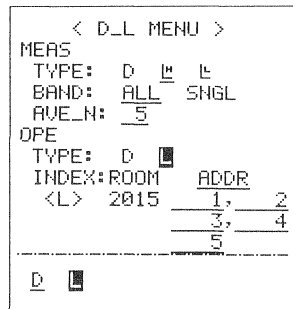 < D_L MENU >
MEAS
TYPE: D H L
BAND: ALL SNGL
AVE_N: 5
OPE
TYPE: D L
INDEX:ROOM ADDR
<L> 2015 1, 2
3, 4
5
D L